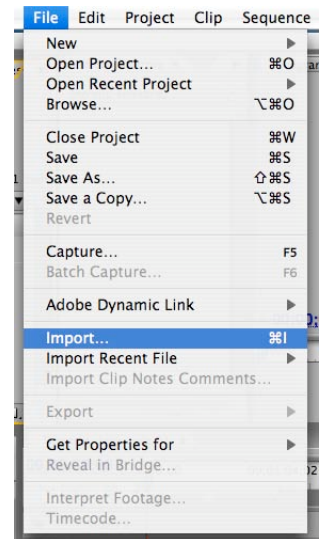 File Edit Project Clip Sequence
New
Open Project... ⌘O
Open Recent Project
Browse... ⌥⌘O
Close Project ⌘W
Save ⌘S
Save As... ⇧⌘S
Save a Copy... ⌥⌘S
Revert
Capture... F5
Batch Capture... F6
Adobe Dynamic Link
Import... ⌘I
Import Recent File
Import Clip Notes Comments...
Export
Get Properties for
Reveal in Bridge...
Interpret Footage...
Timecode...